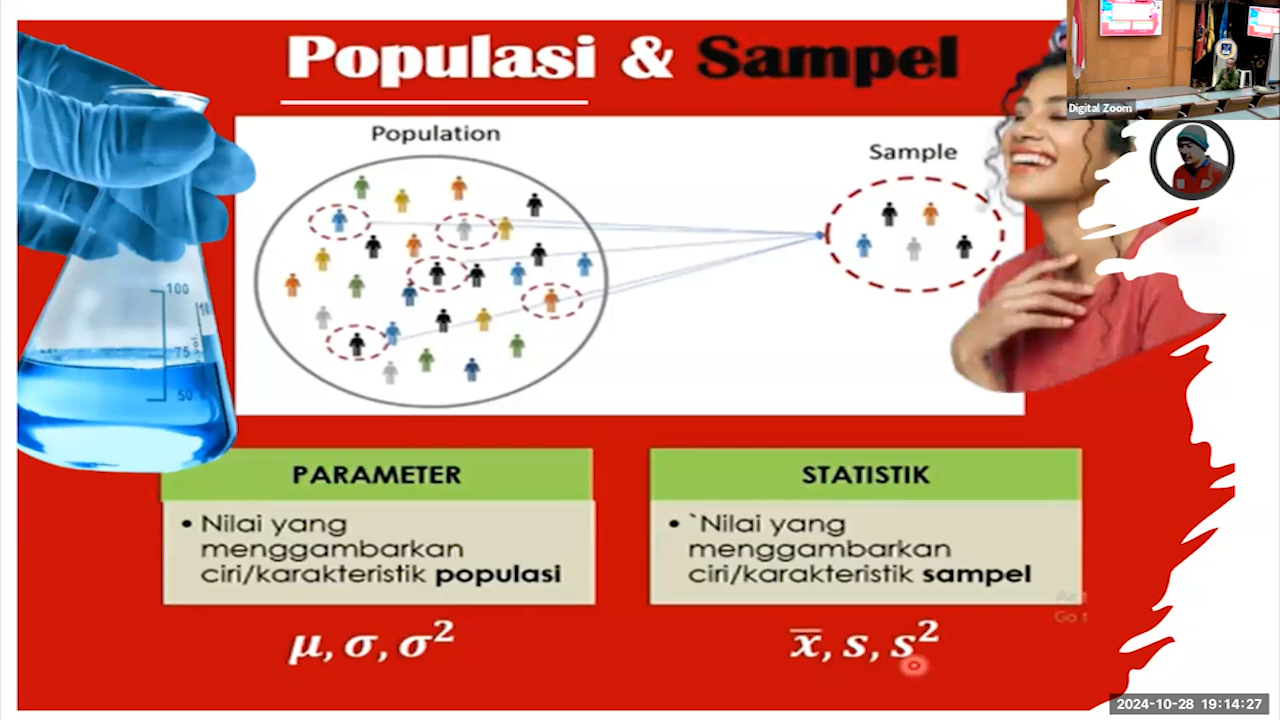 Populasi & Sampel
Digital Zoom
Population
Sample
100
75
50
PARAMETER
• Nilai yang
menggambarkan
ciri/karakteristik populasi
μ, σ, σ²
STATISTIK
• `Nilai yang
menggambarkan
ciri/karakteristik sampel
x̅, s, s²
Go t
2024-10-28 19:14:27